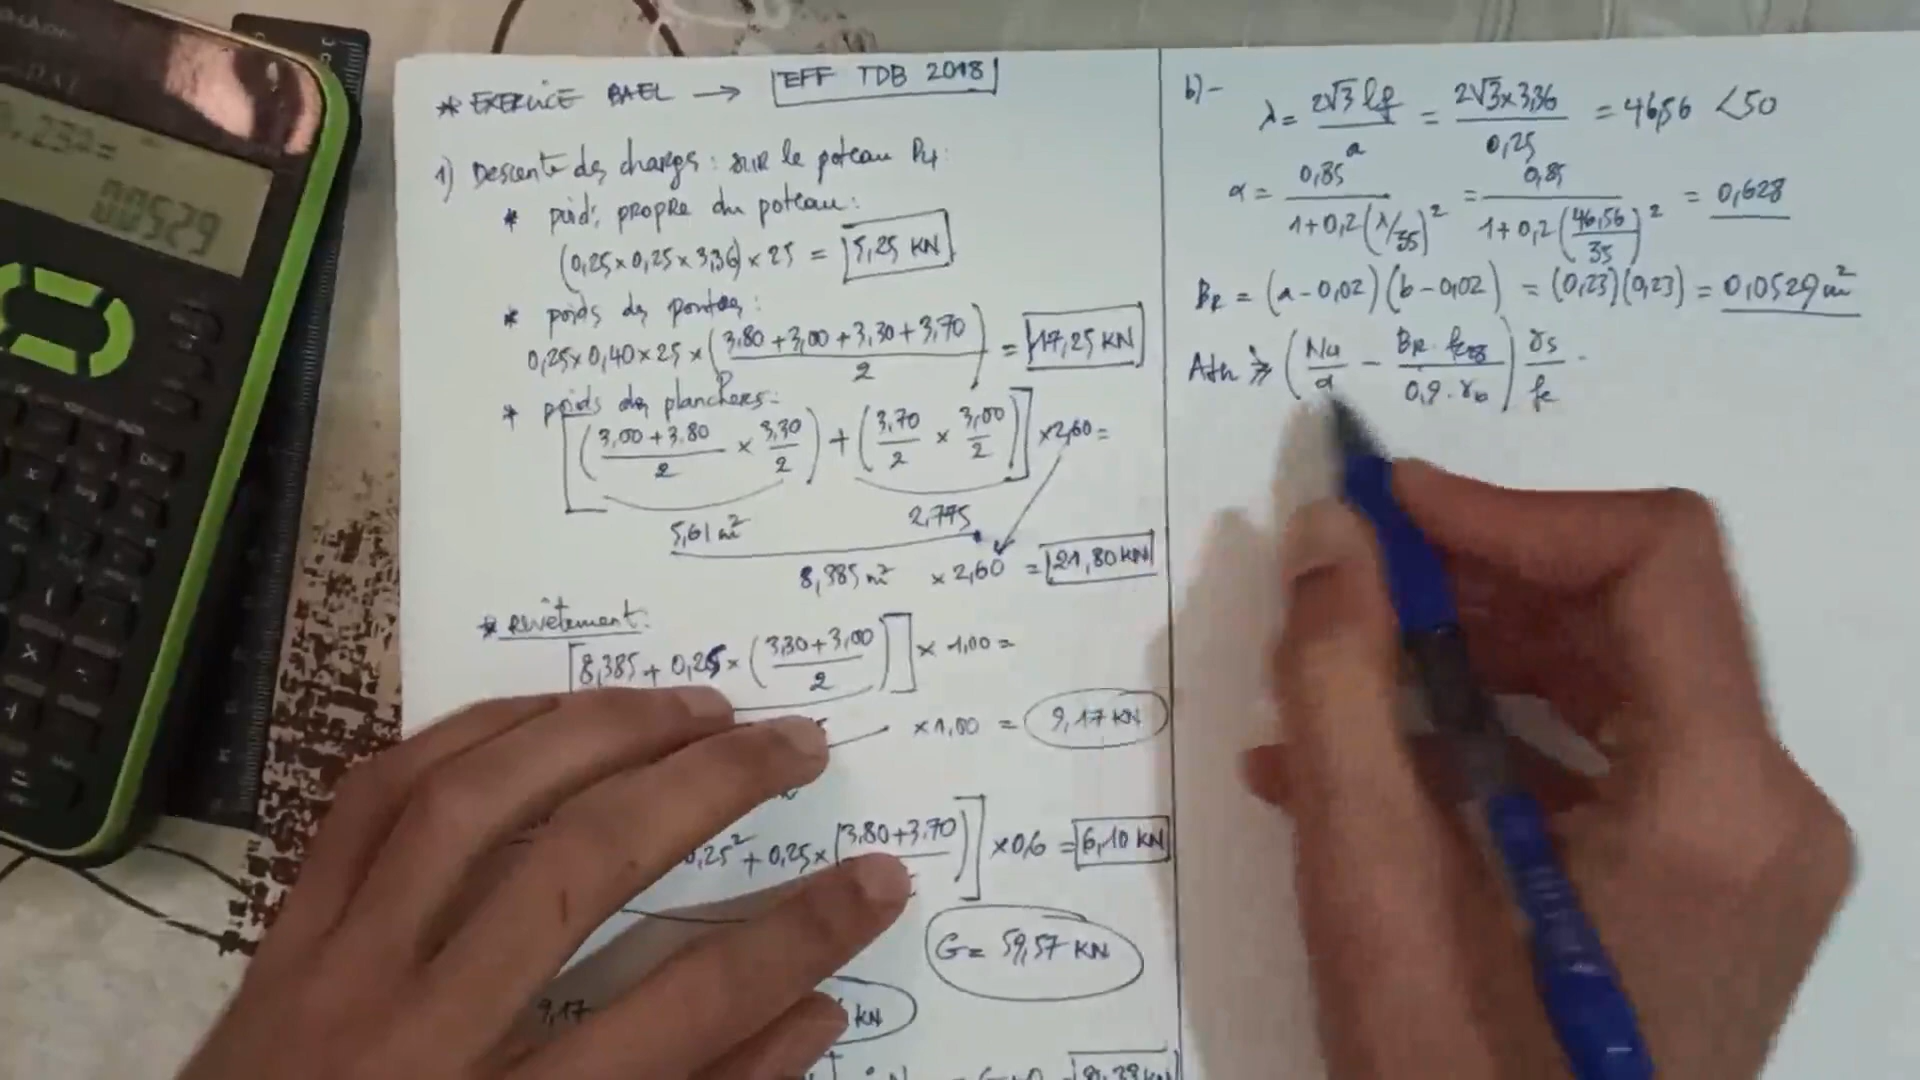 0.23²=
0.0529
* EXERCICE BAEL → EFF TDB 2018
1) Descente des charges : sur le poteau P4 :
* poids propre du poteau :
(0,25 x 0,25 x 3,36) x 25 = 5,25 KN
* poids des poutres :
0,25 x 0,40 x 25 x (3,80 + 3,00 + 3,30 + 3,70 / 2) = 17,25 KN
* poids des planchers :
[(3,00 + 3,80 / 2 x 3,30 / 2) + (3,70 / 2 x 3,00 / 2)] x 2,60 =
5,61 m² 2,775
8,385 m² x 2,60 = 21,80 KN
* Revêtement :
[8,385 + 0,25 x (3,30 + 3,00 / 2)] x 1,00 =
x 1,00 = 9,17 KN
0,25² + 0,25 x (3,80 + 3,70
] x 0,6 = 6,10 KN
G = 59,57 KN
9,17
KN
b) -
λ = 2√3 lf / a = 2√3 x 3,36 / 0,25 = 46,56 < 50
α = 0,85 / 1 + 0,2 (λ/35)² = 0,85 / 1 + 0,2 (46,56 / 35)² = 0,628
BR = (a - 0,02) (b - 0,02) = (0,23) (0,23) = 0,0529 m²
Ath ≥ (Nu / α - BR . fc28 / 0,9 . γb) γs / fe